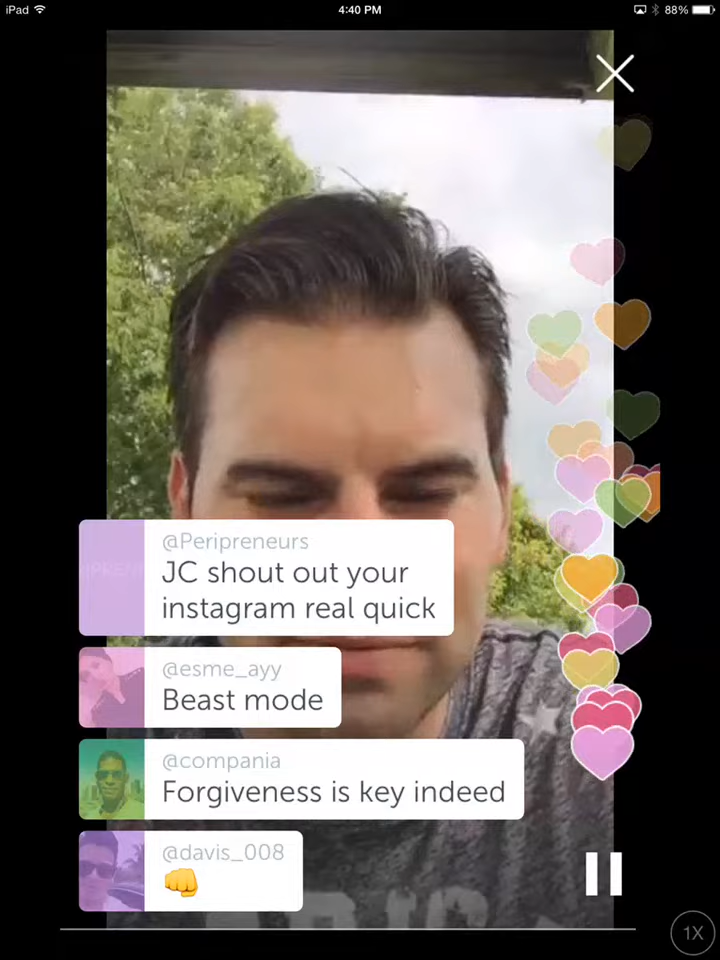 iPad 4:40 PM 88%
@Peripreneurs
JC shout out your
instagram real quick
@esme_ayy
Beast mode
@compania
Forgiveness is key indeed
@davis_008
👊
1X